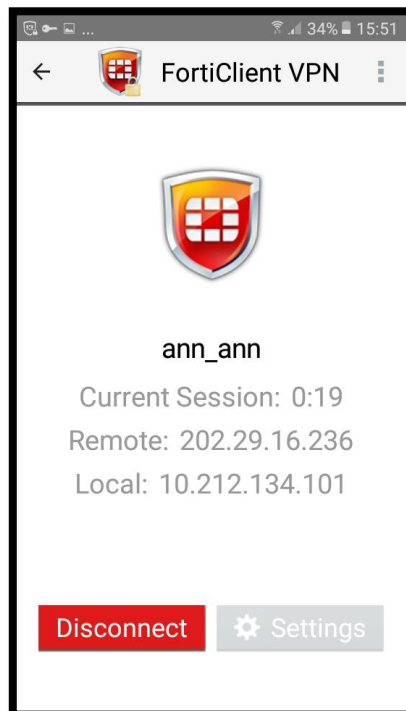 ... 34% 15:51
FortiClient VPN
ann_ann
Current Session: 0:19
Remote: 202.29.16.236
Local: 10.212.134.101
Disconnect Settings